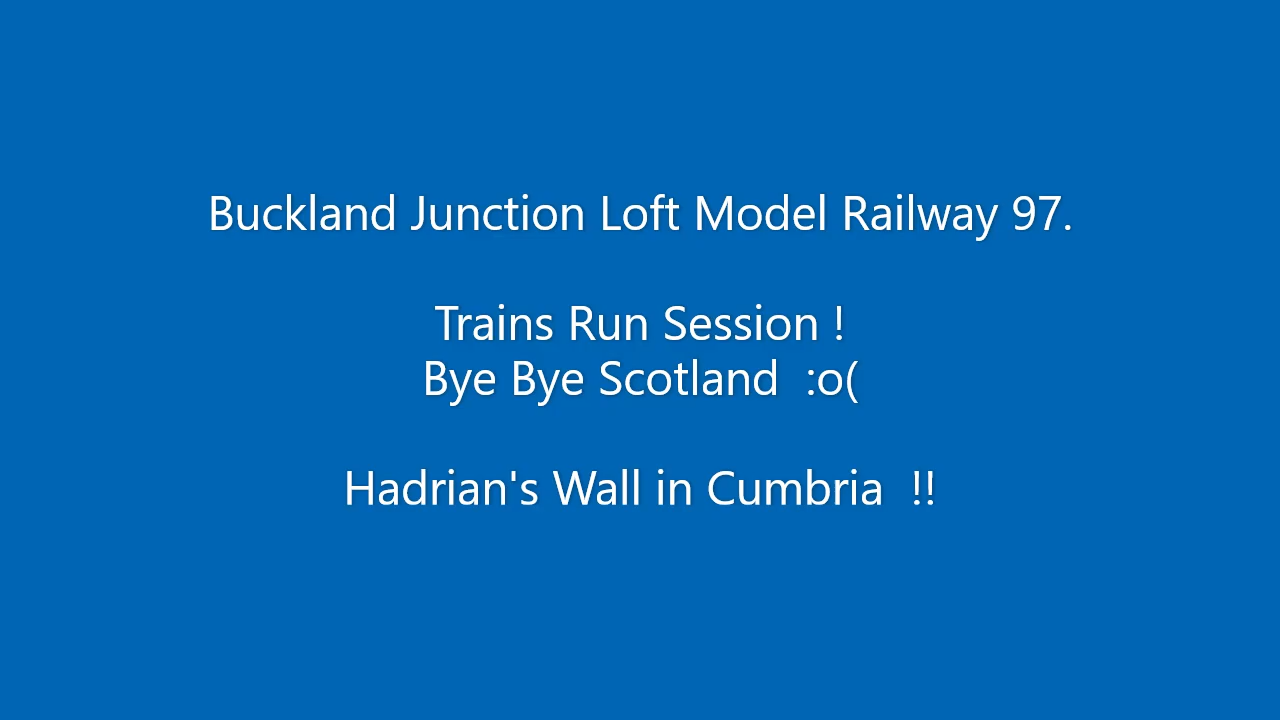 Buckland Junction Loft Model Railway 97.
Trains Run Session !
Bye Bye Scotland  :o(
Hadrian's Wall in Cumbria  !!